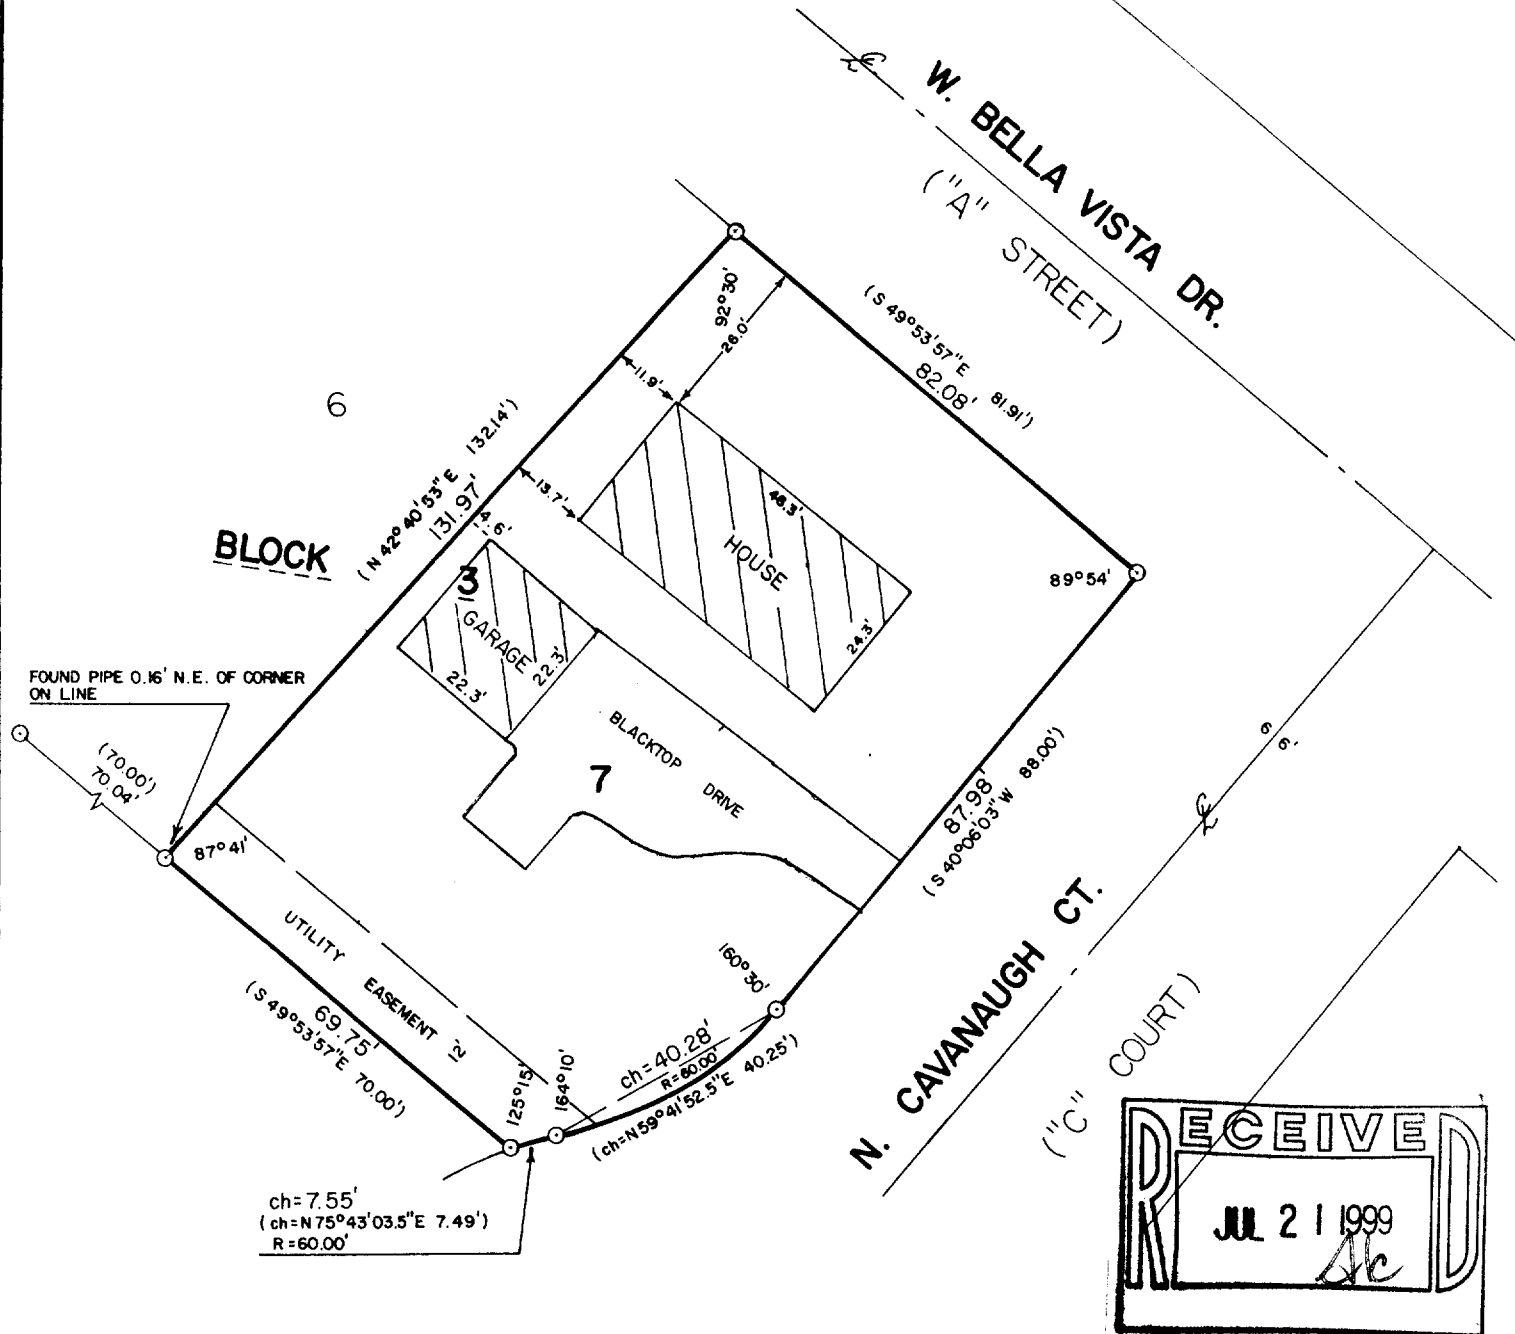 ℄
W. BELLA VISTA DR.
("A" STREET)
92°30'
26.0'
11.9'
(S 49°53'57"E 81.91')
82.08'
6
(N 42°40'53"E 132.14')
131.97'
13.7'
4.6'
48.3'
HOUSE
24.3'
89°54'
BLOCK
3
GARAGE
22.3'
22.3'
FOUND PIPE 0.16' N.E. OF CORNER
ON LINE
(70.00')
70.04'
BLACKTOP DRIVE
7
87.98'
(S 40°06'03"W 88.00')
66'
℄
87°41'
UTILITY EASEMENT 12'
69.75'
(S 49°53'57"E 70.00')
160°30'
125°15'
164°10'
ch=40.28'
R=60.00'
(ch=N59°41'52.5"E 40.25')
N. CAVANAUGH CT.
("C" COURT)
ch=7.55'
(ch=N75°43'03.5"E 7.49')
R=60.00'
RECEIVED
JUL 21 1999